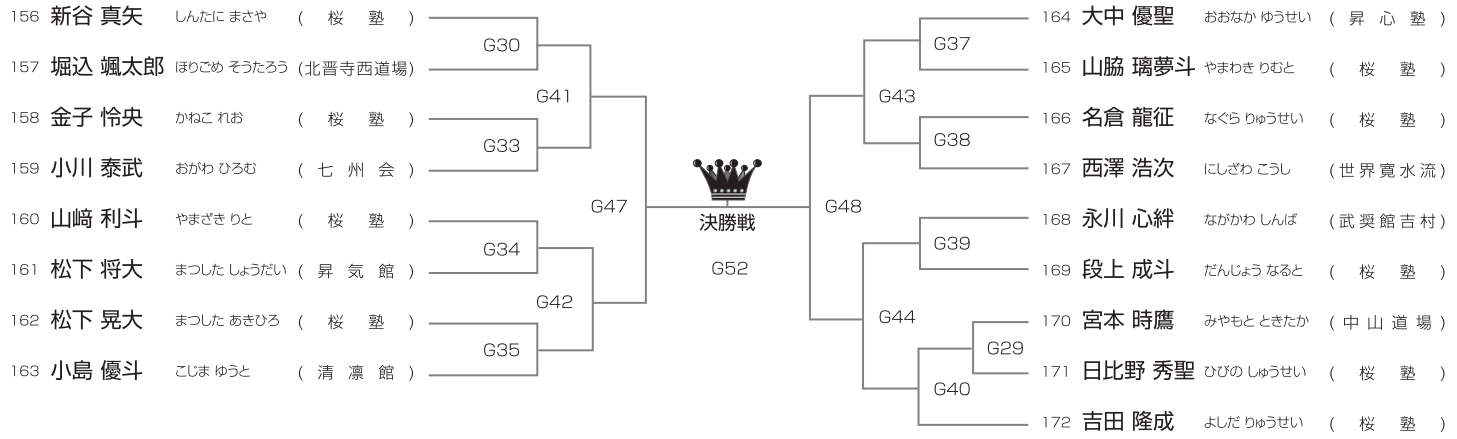 156 新谷 真矢 しんたに まさや (桜塾)
157 堀込 颯太郎 ほりごめ そうたろう (北晋寺西道場)
158 金子 怜央 かねこ れお (桜塾)
159 小川 泰武 おがわ ひろむ (七州会)
160 山﨑 利斗 やまざき りと (桜塾)
161 松下 将大 まつした しょうだい (昇気館)
162 松下 晃大 まつした あきひろ (桜塾)
163 小島 優斗 こじま ゆうと (清凛館)
G30
G33
G34
G35
G41
G42
G47
決勝戦
G52
G48
G43
G44
G37
G38
G39
G29
G40
164 大中 優聖 おおなか ゆうせい (昇心塾)
165 山脇 璃夢斗 やまわき りむと (桜塾)
166 名倉 龍征 なぐら りゅうせい (桜塾)
167 西澤 浩次 にしざわ こうし (世界寛水流)
168 永川 心絆 ながかわ しんば (武奨館吉村)
169 段上 成斗 だんじょう なると (桜塾)
170 宮本 時鷹 みやもと ときたか (中山道場)
171 日比野 秀聖 ひびの しゅうせい (桜塾)
172 吉田 隆成 よしだ りゅうせい (桜塾)